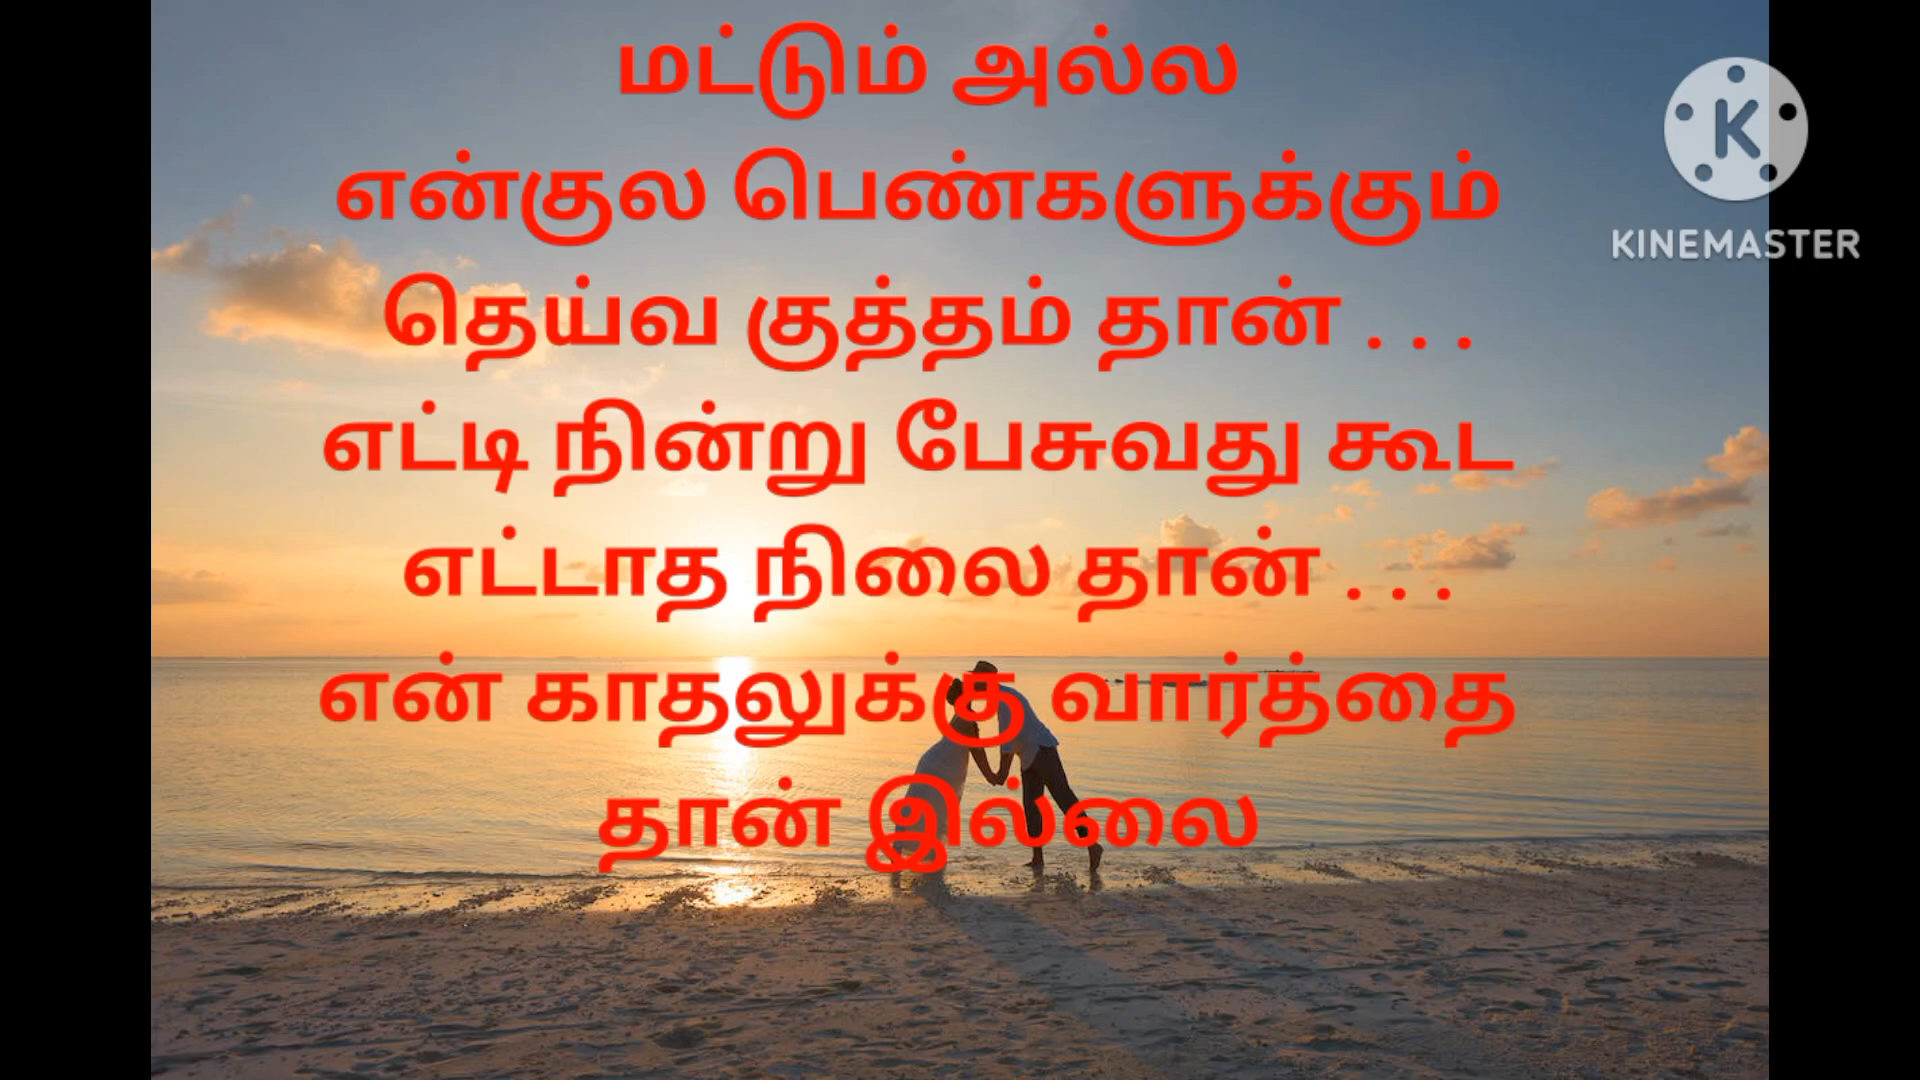 மட்டும் அல்ல
என்குல பெண்களுக்கும்
தெய்வ குத்தம் தான் . . .
எட்டி நின்று பேசுவது கூட
எட்டாத நிலை தான் . . .
என் காதலுக்கு வார்த்தை
தான் இல்லை
K
KINEMASTER